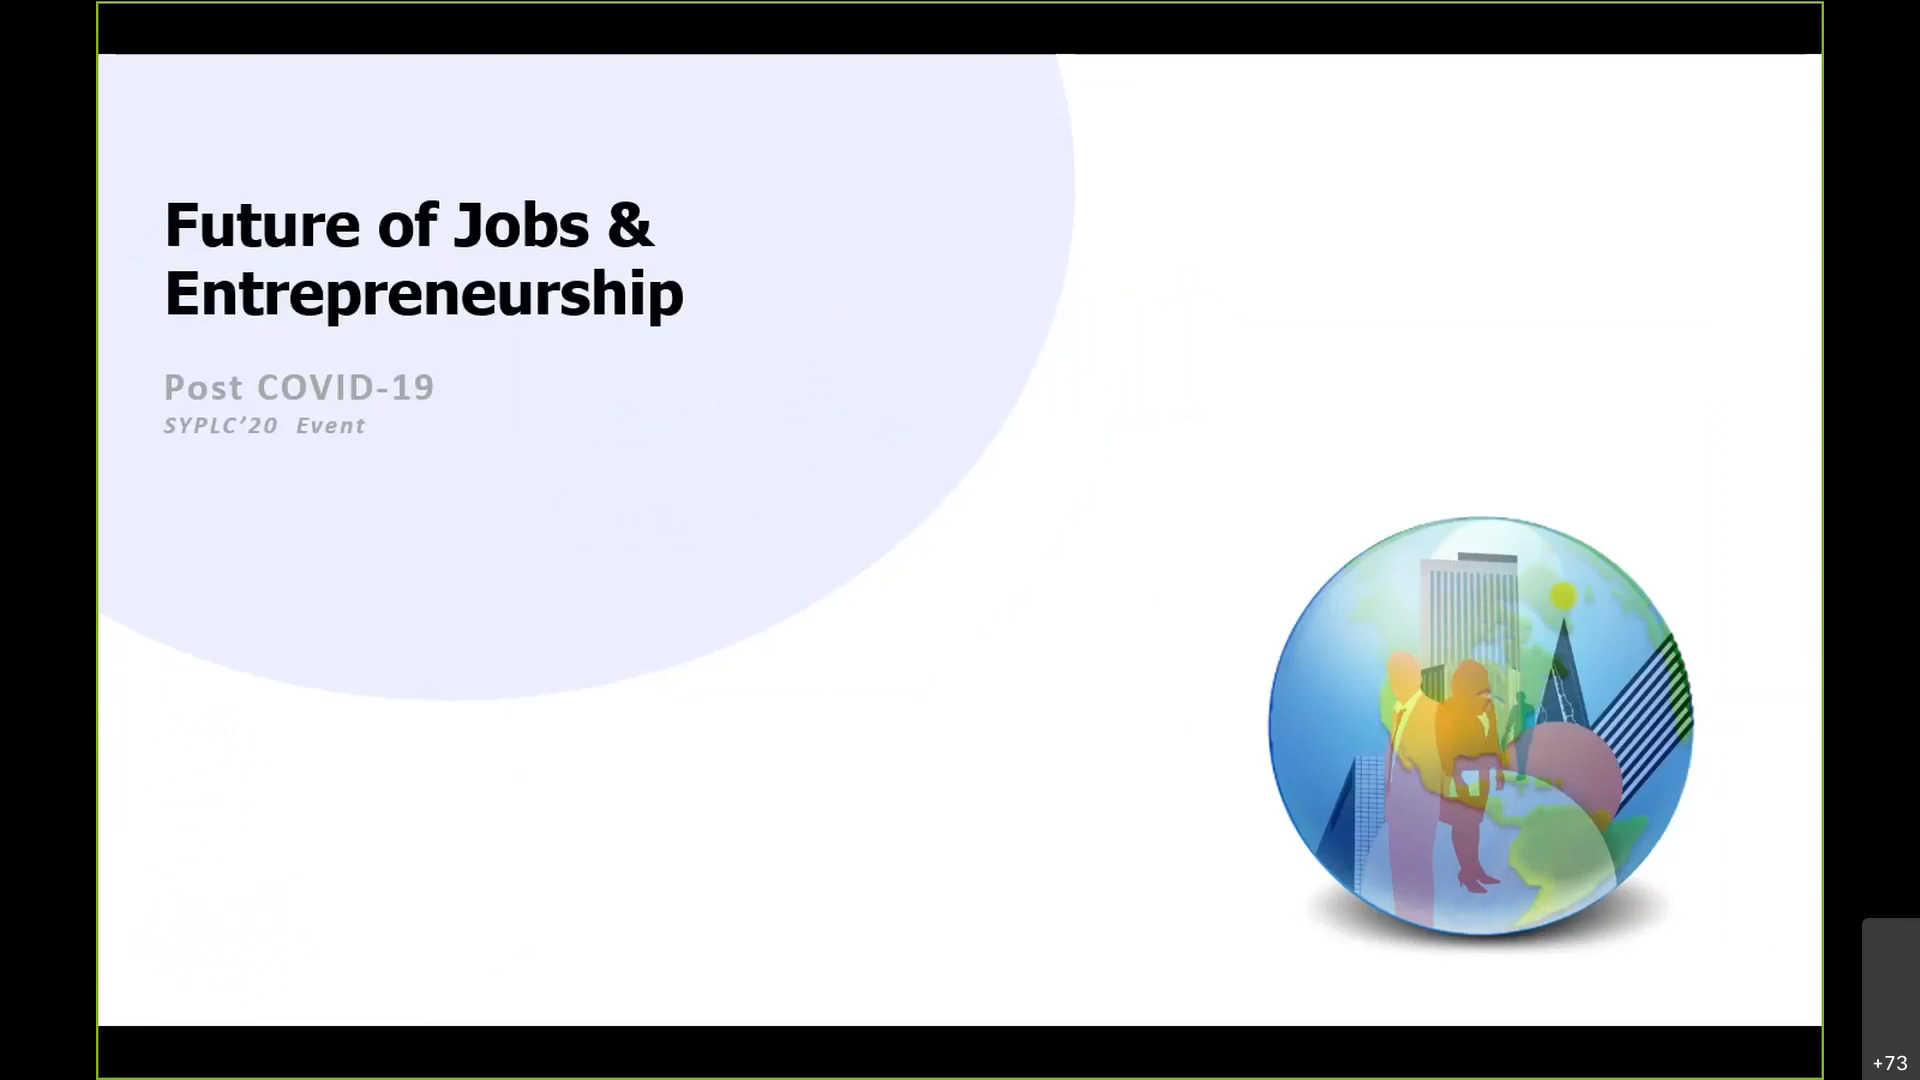 Future of Jobs &
Entrepreneurship
Post COVID-19
SYPLC’20 Event
+73